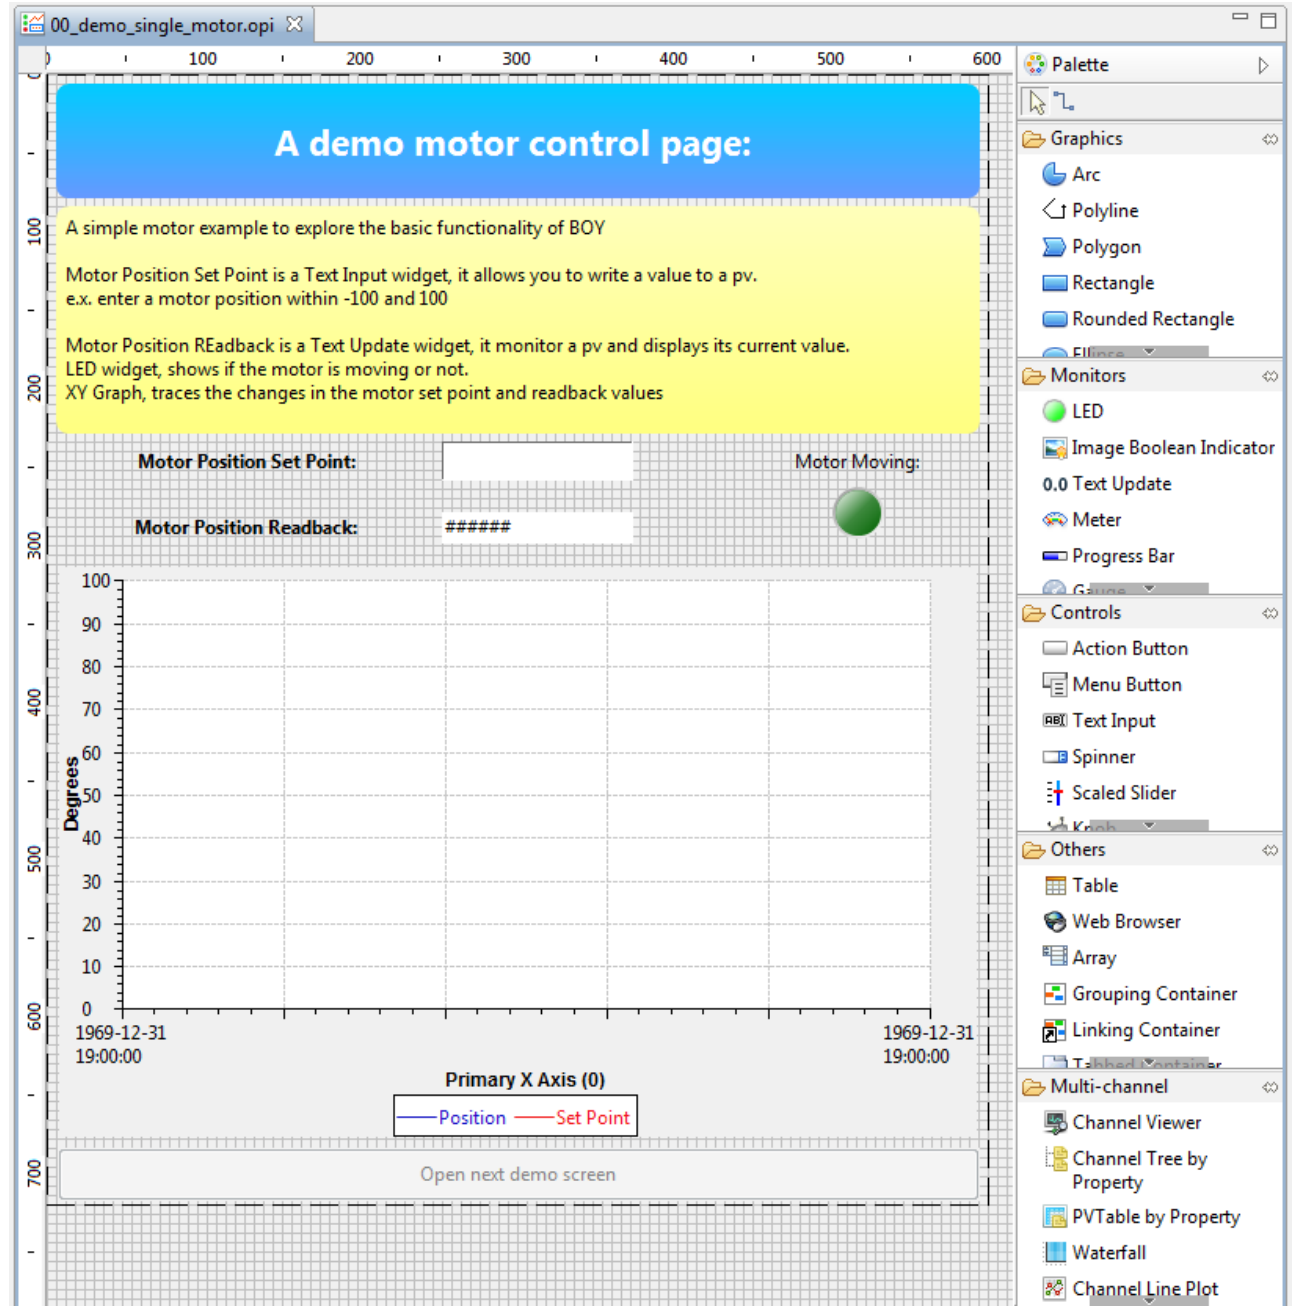 00_demo_single_motor.opi
0 100 200 300 400 500 600
0
100
200
300
400
500
600
700
A demo motor control page:
A simple motor example to explore the basic functionality of BOY
Motor Position Set Point is a Text Input widget, it allows you to write a value to a pv.
e.x. enter a motor position within -100 and 100
Motor Position REadback is a Text Update widget, it monitor a pv and displays its current value.
LED widget, shows if the motor is moving or not.
XY Graph, traces the changes in the motor set point and readback values
Motor Position Set Point:
Motor Moving:
Motor Position Readback:
######
100
90
80
70
60
50
40
30
20
10
0
Degrees
1969-12-31
19:00:00
1969-12-31
19:00:00
Primary X Axis (0)
Position Set Point
Open next demo screen
Palette
Graphics
Arc
Polyline
Polygon
Rectangle
Rounded Rectangle
Ellipse
Monitors
LED
Image Boolean Indicator
0.0 Text Update
Meter
Progress Bar
Gauge
Controls
Action Button
Menu Button
Text Input
Spinner
Scaled Slider
Knob
Others
Table
Web Browser
Array
Grouping Container
Linking Container
Tabbed Container
Multi-channel
Channel Viewer
Channel Tree by
Property
PVTable by Property
Waterfall
Channel Line Plot